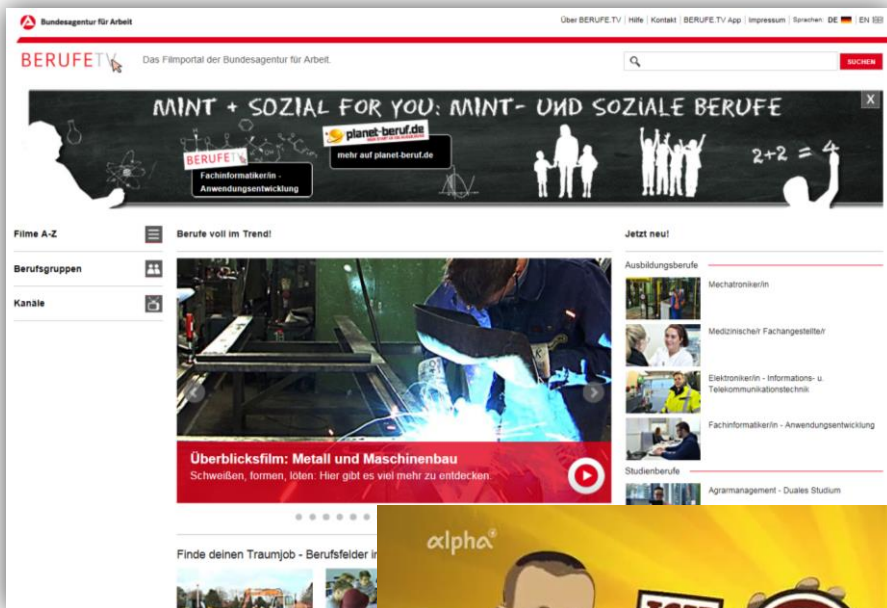 Bundesagentur für Arbeit
Über BERUFE.TV | Hilfe | Kontakt | BERUFE.TV App | Impressum | Sprachen: DE | EN
BERUFETV
Das Filmportal der Bundesagentur für Arbeit.
SUCHEN
MINT + SOZIAL FOR YOU: MINT- UND SOZIALE BERUFE
X
planet-beruf.de
BERUFETV
mehr auf planet-beruf.de
Fachinformatiker/in -
Anwendungsentwicklung
2+2 = 4
Filme A-Z
Berufsgruppen
Kanäle
Berufe voll im Trend!
Überblicksfilm: Metall und Maschinenbau
Schweißen, formen, löten: Hier gibt es viel mehr zu entdecken.
Jetzt neu!
Ausbildungsberufe
Mechatroniker/in
Medizinische/r Fachangestellte/r
Elektroniker/in - Informations- u.
Telekommunikationstechnik
Fachinformatiker/in - Anwendungsentwicklung
Studienberufe
Agrarmanagement - Duales Studium
Finde deinen Traumjob - Berufsfelder
alpha